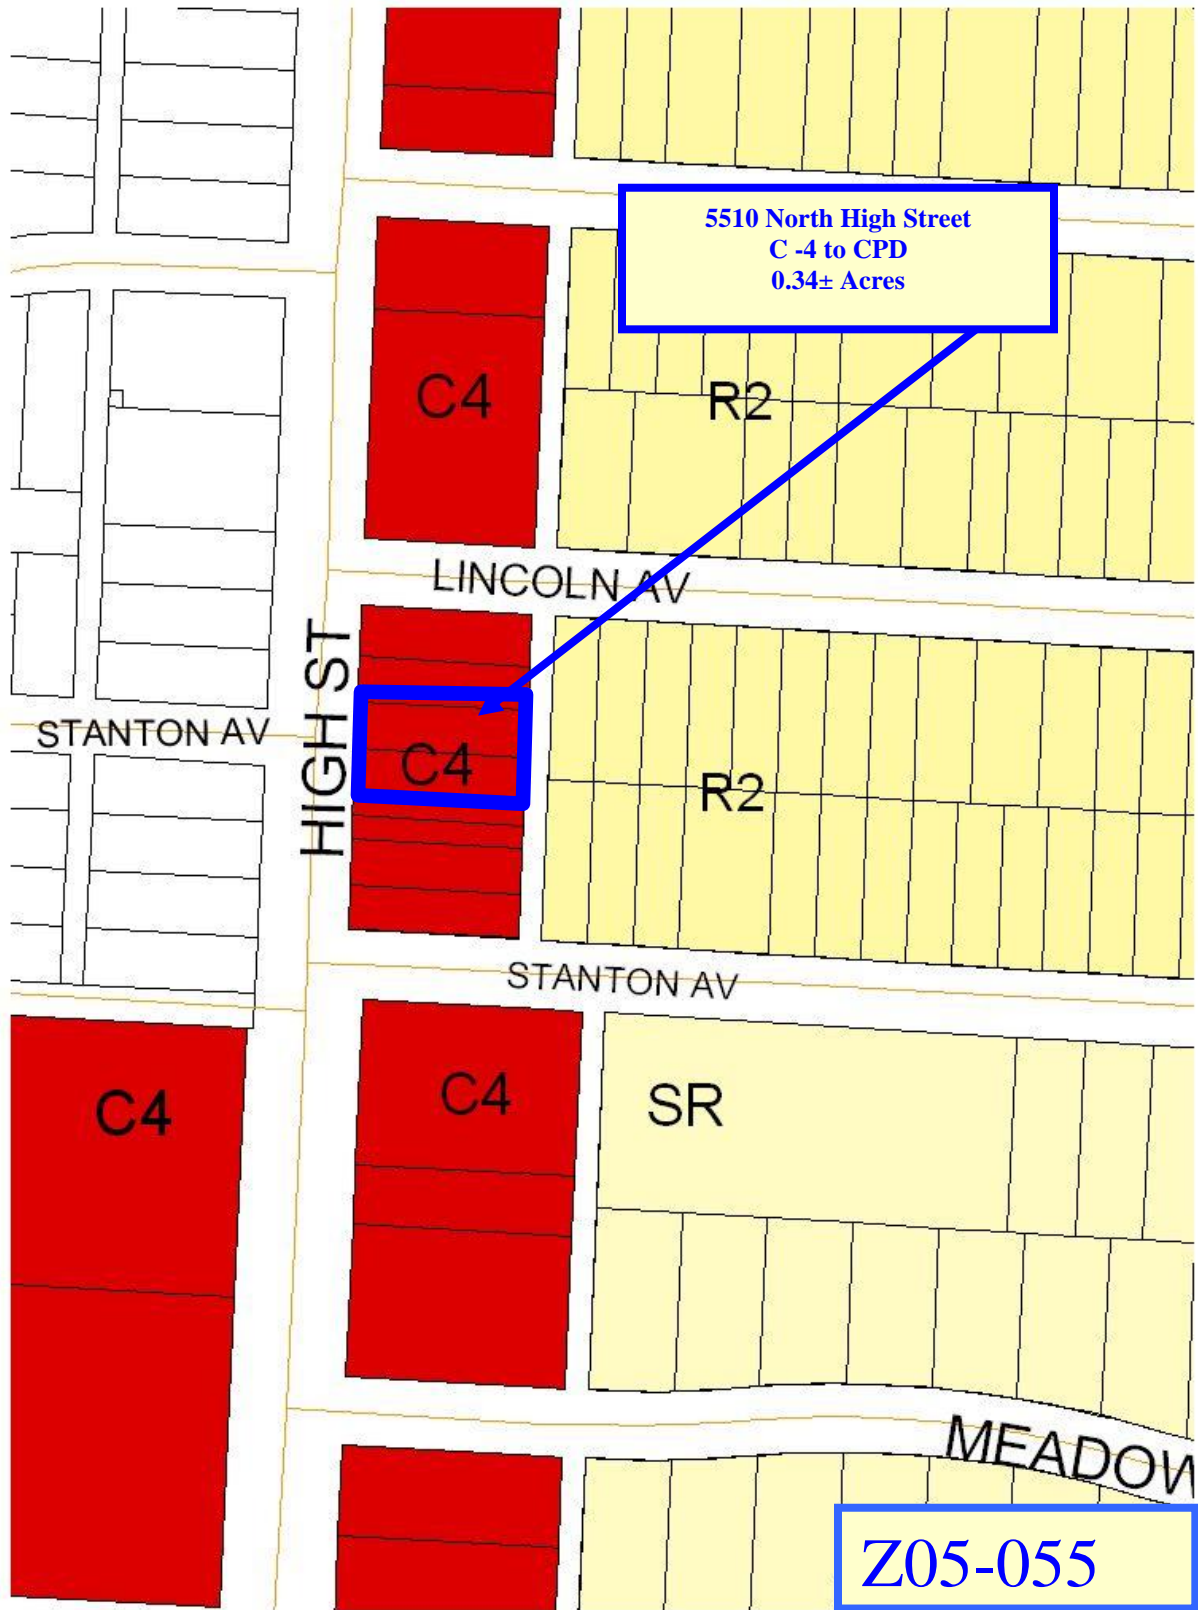 5510 North High Street
C -4 to CPD
0.34± Acres
C4
R2
LINCOLN AV
HIGH ST
STANTON AV
C4
R2
STANTON AV
C4
C4
SR
MEADOW
Z05-055